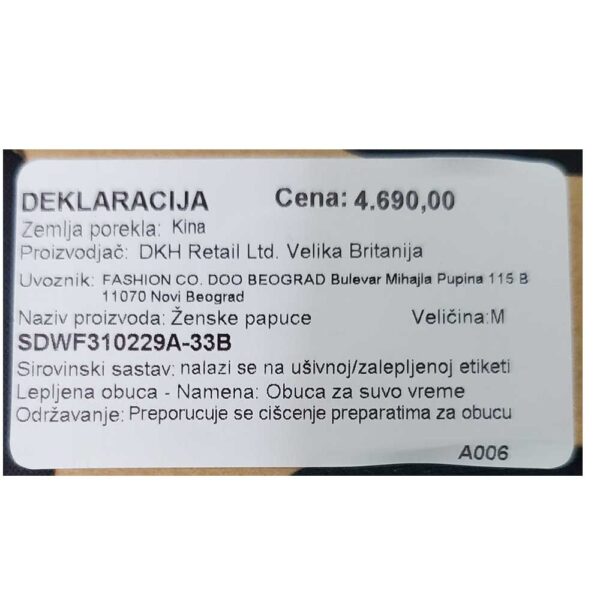 DEKLARACIJA Cena: 4.690,00
Zemlja porekla: Kina
Proizvodjač: DKH Retail Ltd. Velika Britanija
Uvoznik: FASHION CO. DOO BEOGRAD Bulevar Mihajla Pupina 115 B
11070 Novi Beograd
Naziv proizvoda: Ženske papuce Veličina: M
SDWF310229A-33B
Sirovinski sastav: nalazi se na ušivnoj/zalepljenoj etiketi
Lepljena obuca - Namena: Obuca za suvo vreme
Održavanje: Preporucuje se cišcenje preparatima za obucu
A006